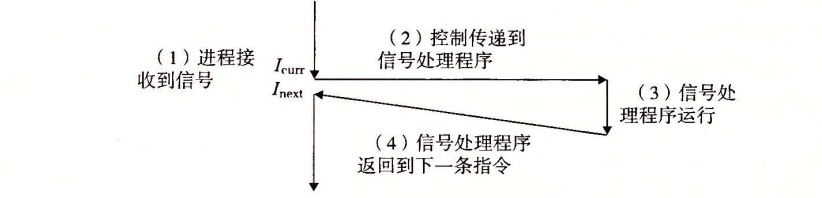 (1)进程接
收到信号
I curr
I next
(2)控制传递到
信号处理程序
(3)信号处
理程序运行
(4)信号处理程序
返回到下一条指令